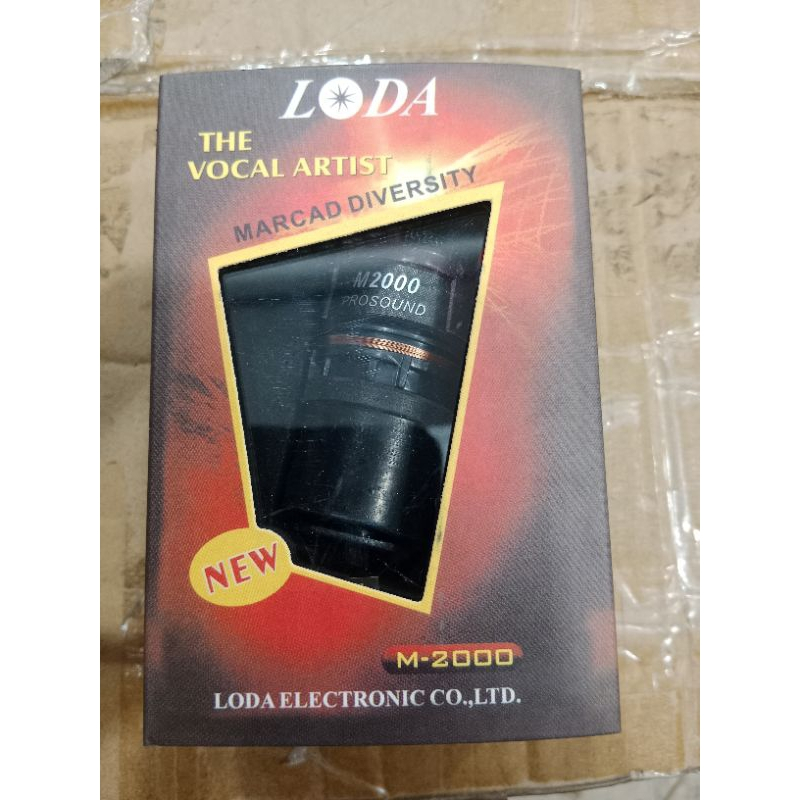 LODA
THE
VOCAL ARTIST
MARCAD DIVERSITY
M2000
PROSOUND
NEW
M-2000
LODA ELECTRONIC CO.,LTD.